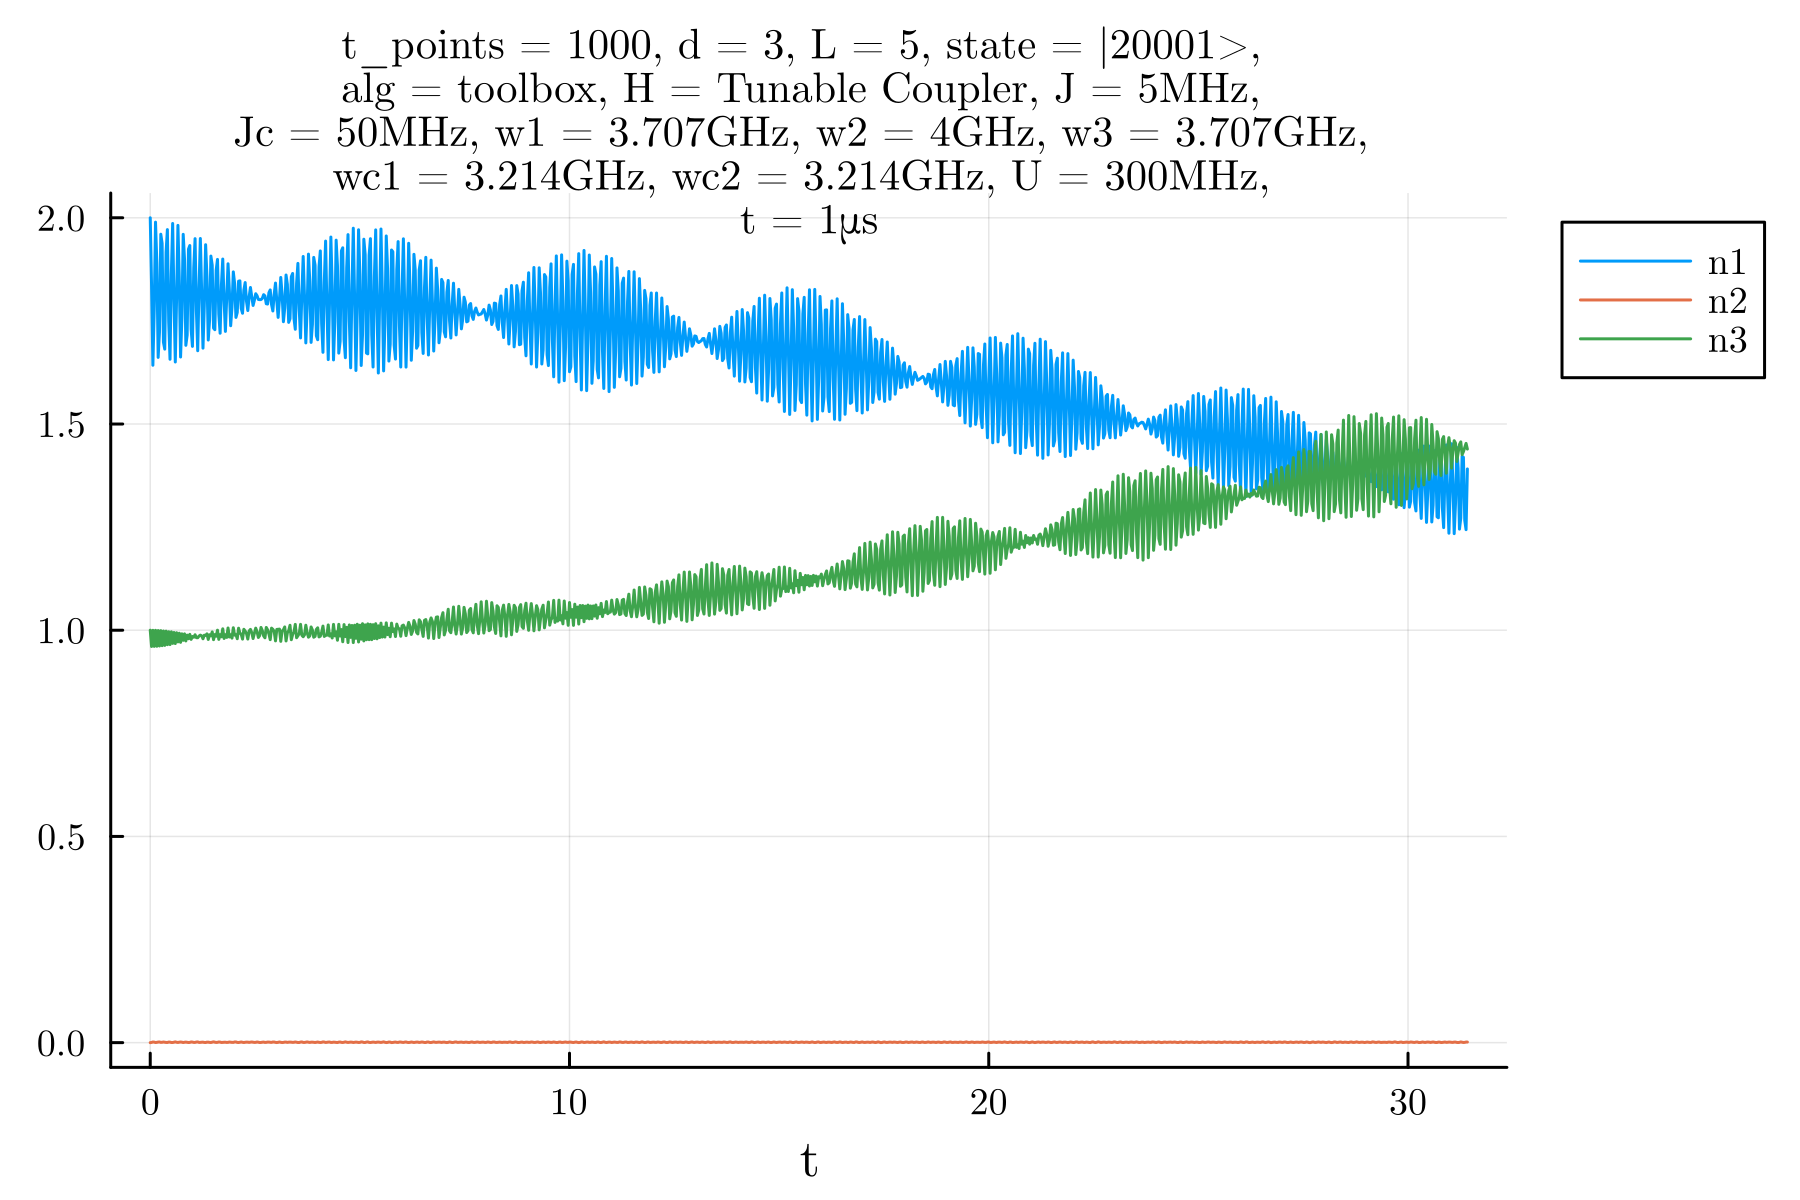 t_points = 1000, d = 3, L = 5, state = |20001>,
alg = toolbox, H = Tunable Coupler, J = 5MHz,
Jc = 50MHz, w1 = 3.707GHz, w2 = 4GHz, w3 = 3.707GHz,
wc1 = 3.214GHz, wc2 = 3.214GHz, U = 300MHz,
t = 1μs
2.0
1.5
1.0
0.5
0.0
0 10 20 30
t
n1
n2
n3